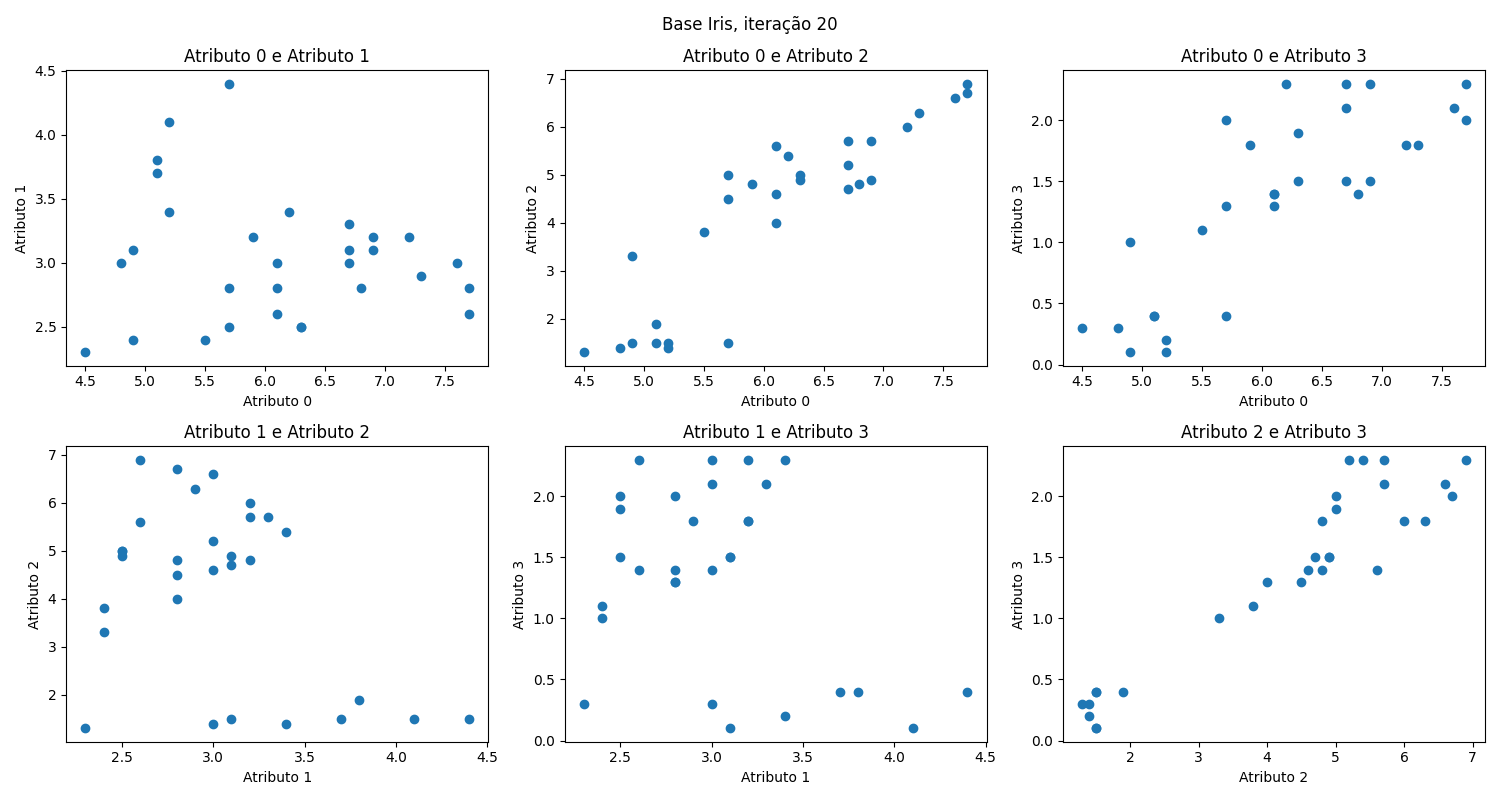 Base Iris, iteração 20
Atributo 0 e Atributo 1
4.5
4.0
3.5
3.0
2.5
Atributo 1
4.5 5.0 5.5 6.0 6.5 7.0 7.5
Atributo 0
Atributo 0 e Atributo 2
7
6
5
4
3
2
Atributo 2
4.5 5.0 5.5 6.0 6.5 7.0 7.5
Atributo 0
Atributo 0 e Atributo 3
2.0
1.5
1.0
0.5
0.0
Atributo 3
4.5 5.0 5.5 6.0 6.5 7.0 7.5
Atributo 0
Atributo 1 e Atributo 2
7
6
5
4
3
2
Atributo 2
2.5 3.0 3.5 4.0 4.5
Atributo 1
Atributo 1 e Atributo 3
2.0
1.5
1.0
0.5
0.0
Atributo 3
2.5 3.0 3.5 4.0 4.5
Atributo 1
Atributo 2 e Atributo 3
2.0
1.5
1.0
0.5
0.0
Atributo 3
2 3 4 5 6 7
Atributo 2